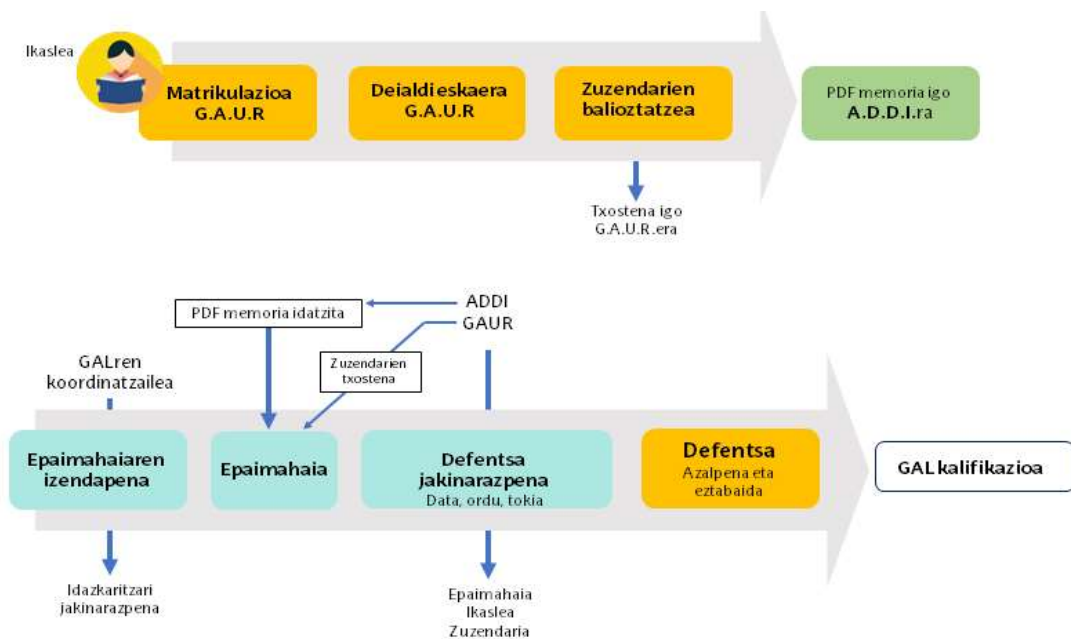 Ikaslea
Matrikulazioa
G.A.U.R
Deialdi eskaera
G.A.U.R
Zuzendarien
balioztatzea
PDF memoria igo
A.D.D.I.ra
Txostena igo
G.A.U.R.era
PDF memoria idatzita
ADDI
GAUR
Zuzendarien
txostena
GALren
koordinatzailea
Epaimahaiaren
izendapena
Epaimahaia
Defentsa
jakinarazpena
Data, ordu, tokia
Defentsa
Azalpena eta
eztabaida
GAL kalifikazioa
Idazkaritzari
jakinarazpena
Epaimahaia
Ikaslea
Zuzendaria